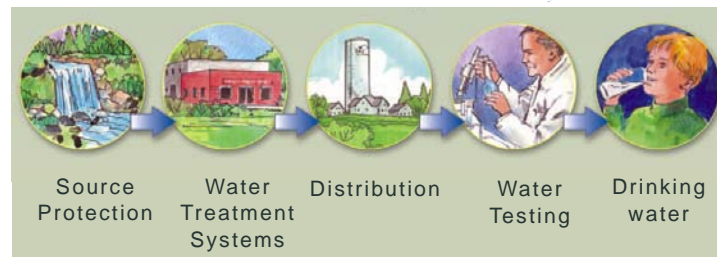 Source
Protection
Water
Treatment
Systems
Distribution
Water
Testing
Drinking
water